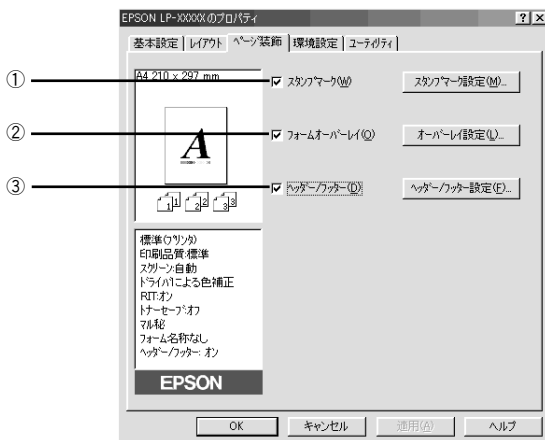 EPSON LP-XXXXXのプロパティ
基本設定 レイアウト ページ装飾 環境設定 ユーティリティ
A4 210 x 297 mm
① スタンプマーク(W) スタンプマーク設定(M)...
② フォームオーバーレイ(O) オーバーレイ設定(L)...
A
③ ヘッダー/フッター(D) ヘッダー/フッター設定(F)...
1 1 2 2 3 3
標準(プリンタ)
印刷品質:標準
スクリーン:自動
ドライバによる色補正
RIT:オン
トナーセーブ:オフ
マル秘
フォーム名称なし
ヘッダー/フッター: オン
EPSON
OK キャンセル 適用(A) ヘルプ